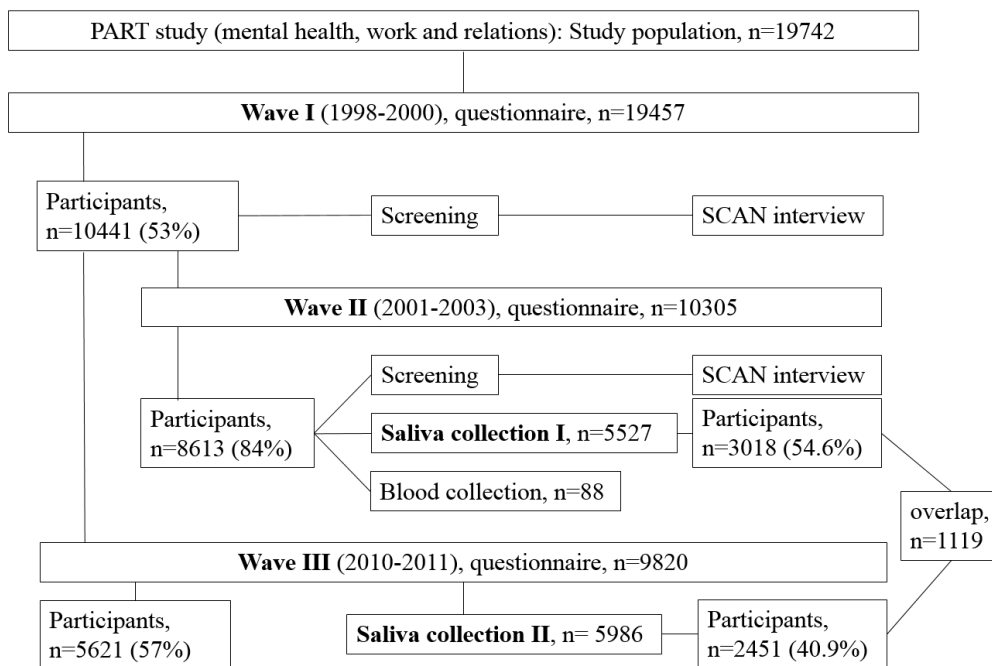 PART study (mental health, work and relations): Study population, n=19742
Wave I (1998-2000), questionnaire, n=19457
Participants,
n=10441 (53%)
Screening
SCAN interview
Wave II (2001-2003), questionnaire, n=10305
Screening
SCAN interview
Participants,
n=8613 (84%)
Saliva collection I, n=5527
Participants,
n=3018 (54.6%)
Blood collection, n=88
overlap,
n=1119
Wave III (2010-2011), questionnaire, n=9820
Participants,
n=5621 (57%)
Saliva collection II, n= 5986
Participants,
n=2451 (40.9%)